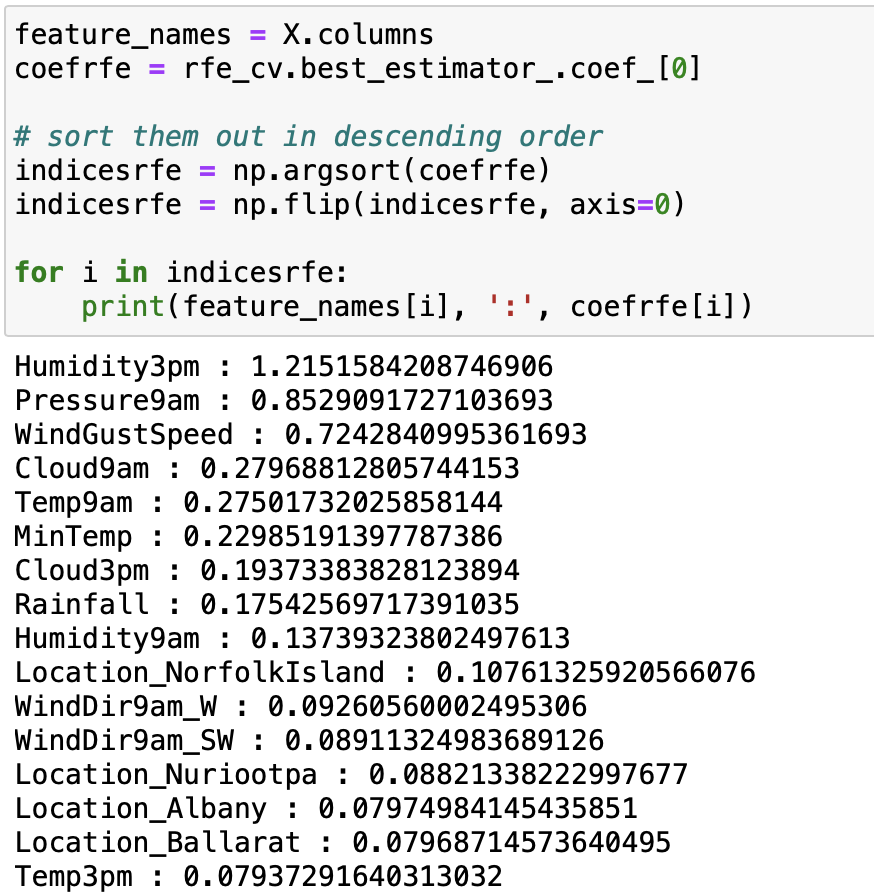 feature_names = X.columns
coefrfe = rfe_cv.best_estimator_.coef_[0]
# sort them out in descending order
indicesrfe = np.argsort(coefrfe)
indicesrfe = np.flip(indicesrfe, axis=0)
for i in indicesrfe:
    print(feature_names[i], ':', coefrfe[i])
Humidity3pm : 1.2151584208746906
Pressure9am : 0.8529091727103693
WindGustSpeed : 0.7242840995361693
Cloud9am : 0.27968812805744153
Temp9am : 0.27501732025858144
MinTemp : 0.22985191397787386
Cloud3pm : 0.19373383828123894
Rainfall : 0.17542569717391035
Humidity9am : 0.13739323802497613
Location_NorfolkIsland : 0.10761325920566076
WindDir9am_W : 0.09260560002495306
WindDir9am_SW : 0.08911324983689126
Location_Nuriootpa : 0.08821338222997677
Location_Albany : 0.07974984145435851
Location_Ballarat : 0.07968714573640495
Temp3pm : 0.07937291640313032